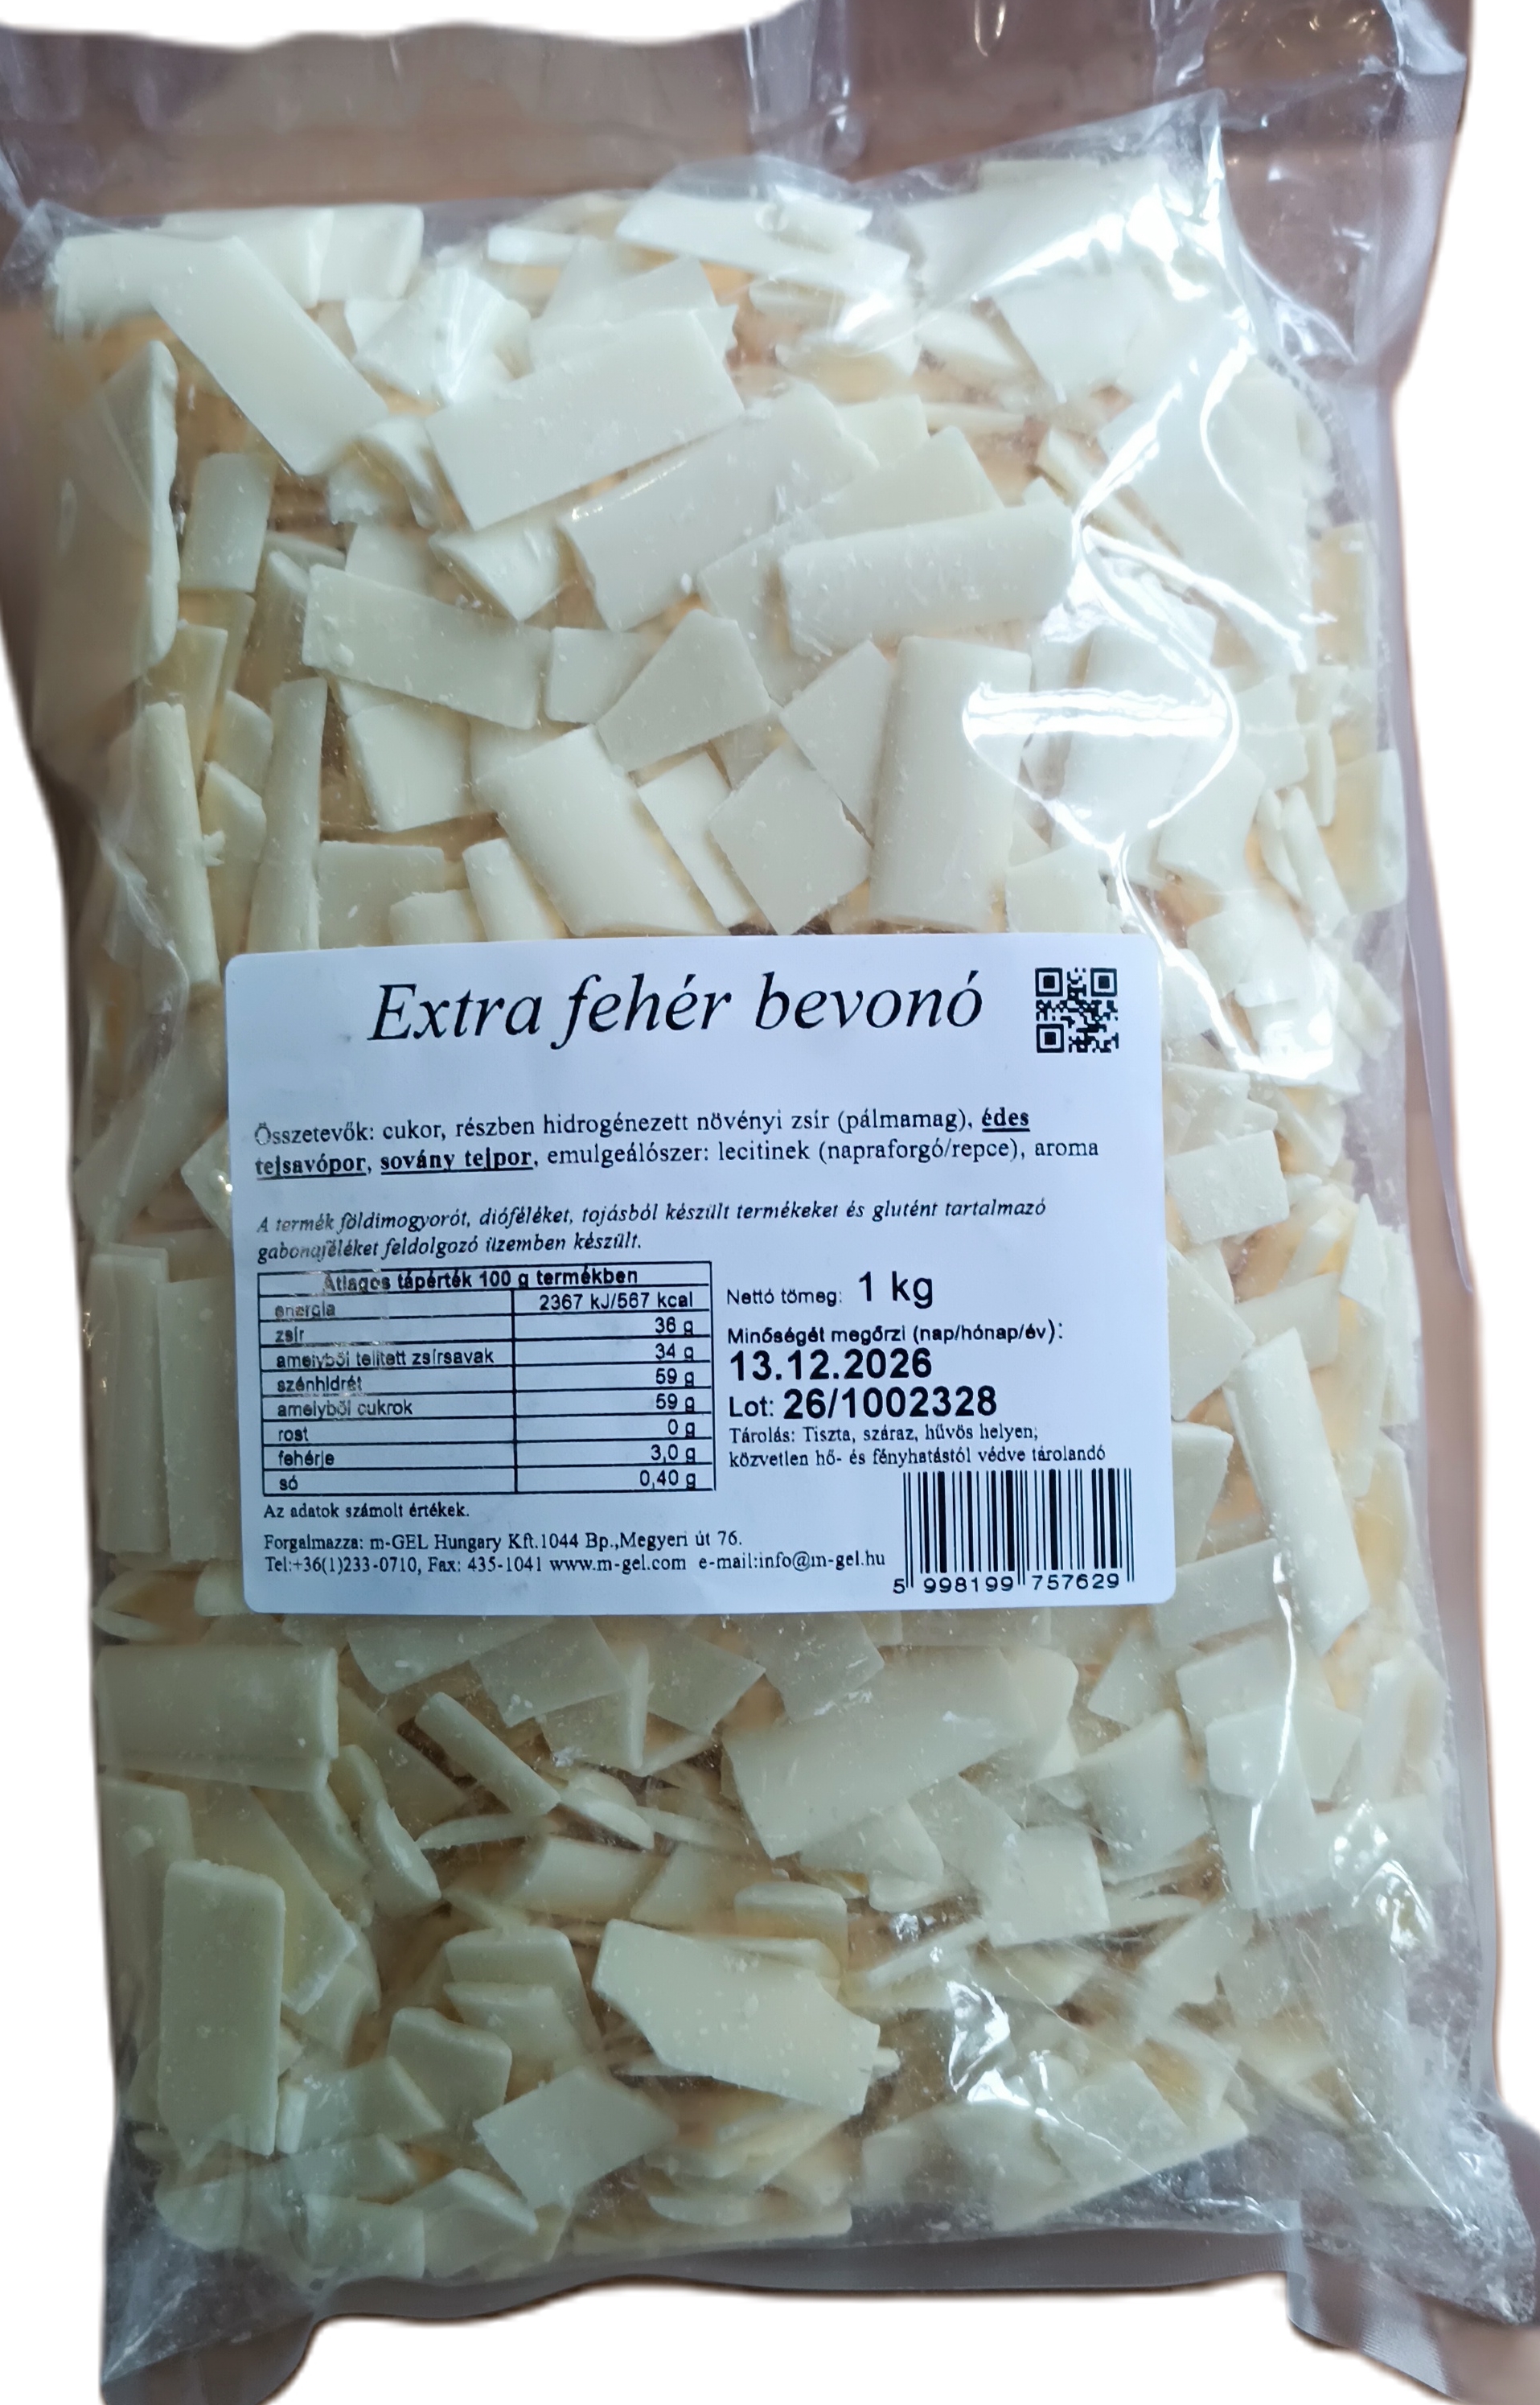 Extra fehér bevonó
Összetevők: cukor, részben hidrogénezett növényi zsír (pálmamag), édes
tejsavópor, sovány tejpor, emulgeálószer: lecitinek (napraforgó/repce), aroma
A termék földimogyorót, dióféléket, tojásból készült termékeket és glutént tartalmazó
gabonaféléket feldolgozó üzemben készült.
Átlagos tápérték 100 g termékben
energia 2367 kJ/567 kcal
zsír 36 g
amelyből telített zsírsavak 34 g
szénhidrát 59 g
amelyből cukrok 59 g
rost 0 g
fehérje 3,0 g
só 0,40 g
Az adatok számolt értékek.
Nettó tömeg: 1 kg
Minőségét megőrzi (nap/hónap/év):
13.12.2026
Lot: 26/1002328
Tárolás: Tiszta, száraz, hűvös helyen;
közvetlen hő- és fényhatástól védve tárolandó
Forgalmazza: m-GEL Hungary Kft.1044 Bp.,Megyeri út 76.
Tel:+36(1)233-0710, Fax: 435-1041 www.m-gel.com e-mail:info@m-gel.hu
5 998199 757629